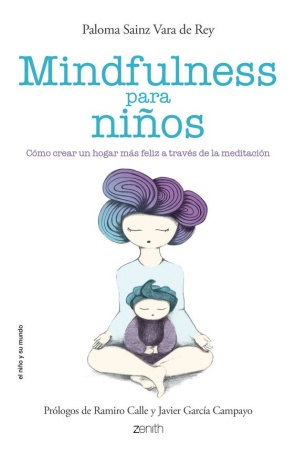 Paloma Sainz Vara de Rey
Mindfulness
para
niños
Cómo crear un hogar más feliz a través de la meditación
el niño y su mundo
Prólogos de Ramiro Calle y Javier García Campayo
zenith